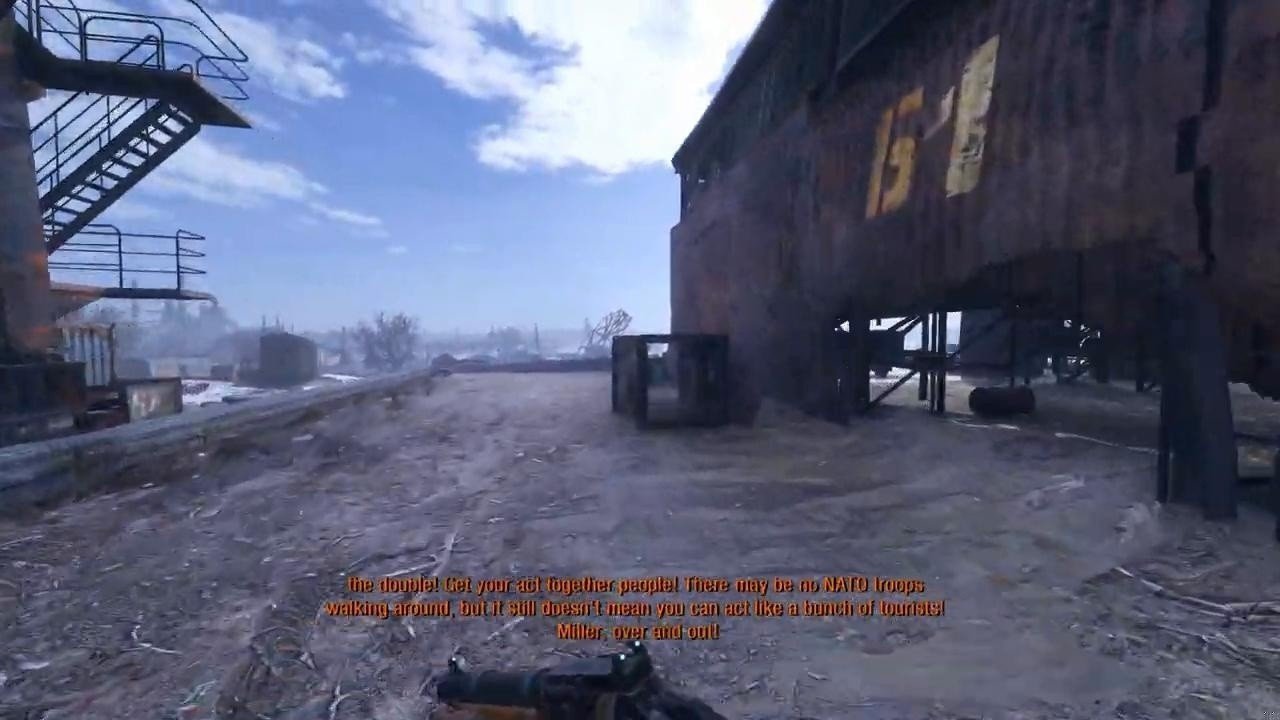 15-1
the double! Get your act together people! There may be no NATO troops
walking around, but it still doesn't mean you can act like a bunch of tourists!
Miller, over and out!